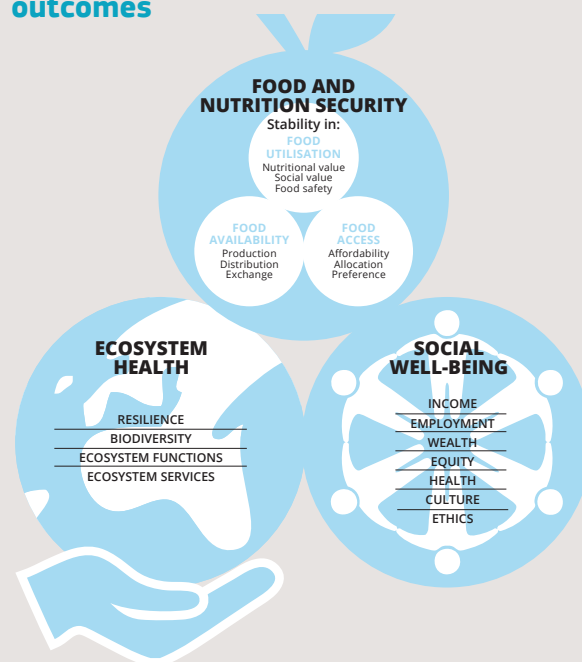 outcomes
FOOD AND
NUTRITION SECURITY
Stability in:
FOOD
UTILISATION
Nutritional value
Social value
Food safety
FOOD
AVAILABILITY
Production
Distribution
Exchange
FOOD
ACCESS
Affordability
Allocation
Preference
ECOSYSTEM
HEALTH
RESILIENCE
BIODIVERSITY
ECOSYSTEM FUNCTIONS
ECOSYSTEM SERVICES
SOCIAL
WELL-BEING
INCOME
EMPLOYMENT
WEALTH
EQUITY
HEALTH
CULTURE
ETHICS